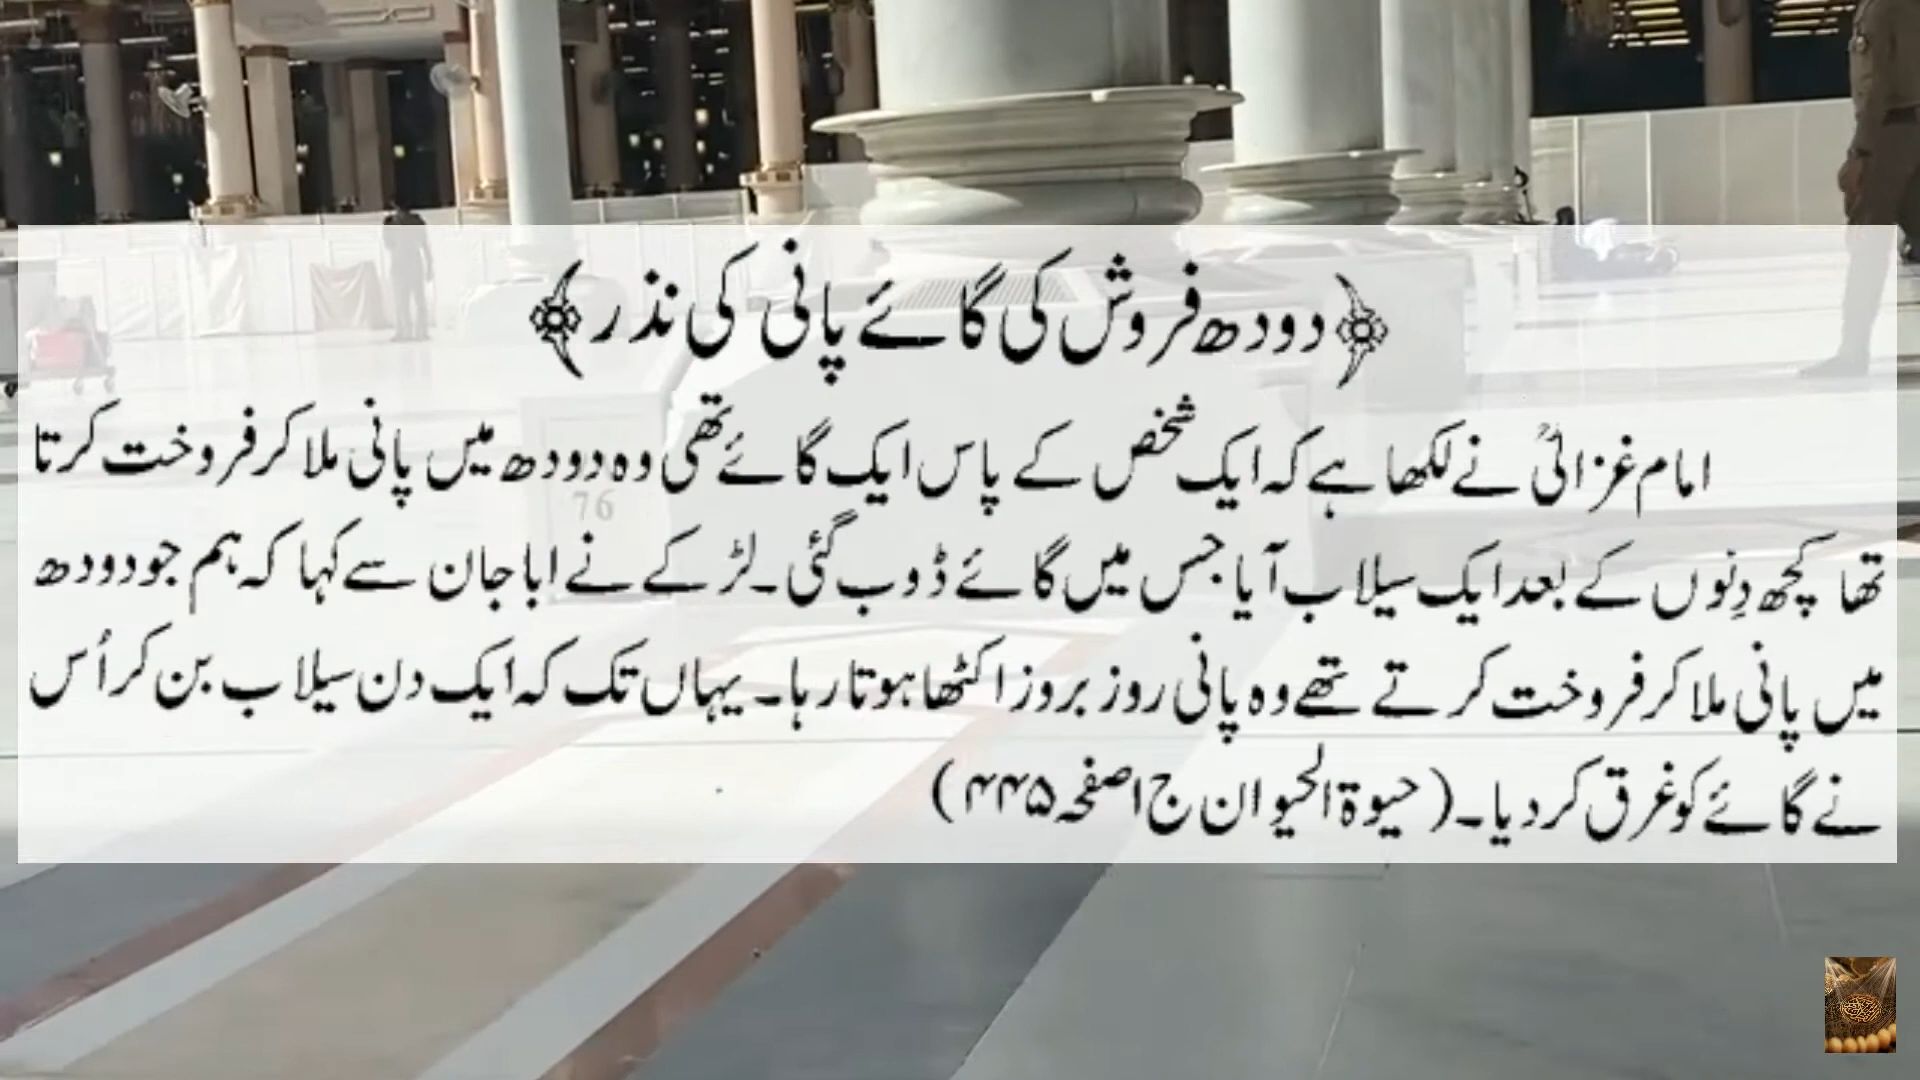 ﴿دودھ فروش کی گائے پانی کی نذر﴾
امام غزالیؒ نے لکھا ہے کہ ایک شخص کے پاس ایک گائے تھی وہ دودھ میں پانی ملا کر فروخت کرتا
تھا کچھ دِنوں کے بعد ایک سیلاب آیا جس میں گائے ڈوب گئی۔ لڑکے نے ابا جان سے کہا کہ ہم جو دودھ
میں پانی ملا کر فروخت کرتے تھے وہ پانی روز بروز اکٹھا ہوتا رہا۔ یہاں تک کہ ایک دن سیلاب بن کر اُس
نے گائے کو غرق کر دیا۔ (حیوۃ الحیوان ج ۱ صفحہ ۴۴۵)
76